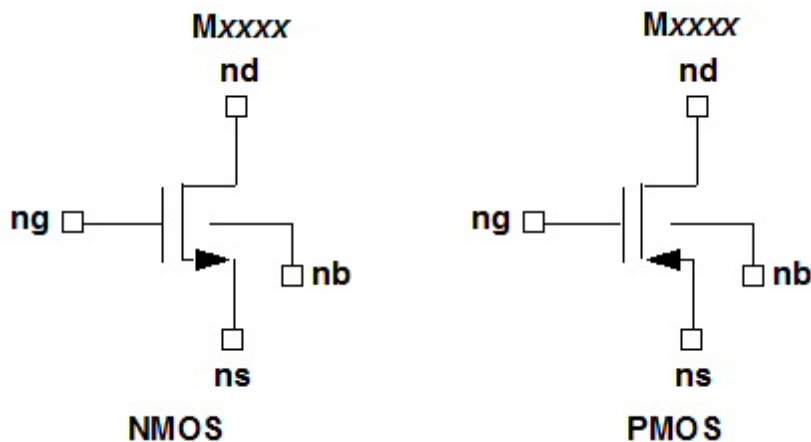 Mxxxx Mxxxx
nd nd
ng ng
nb nb
ns ns
NMOS PMOS